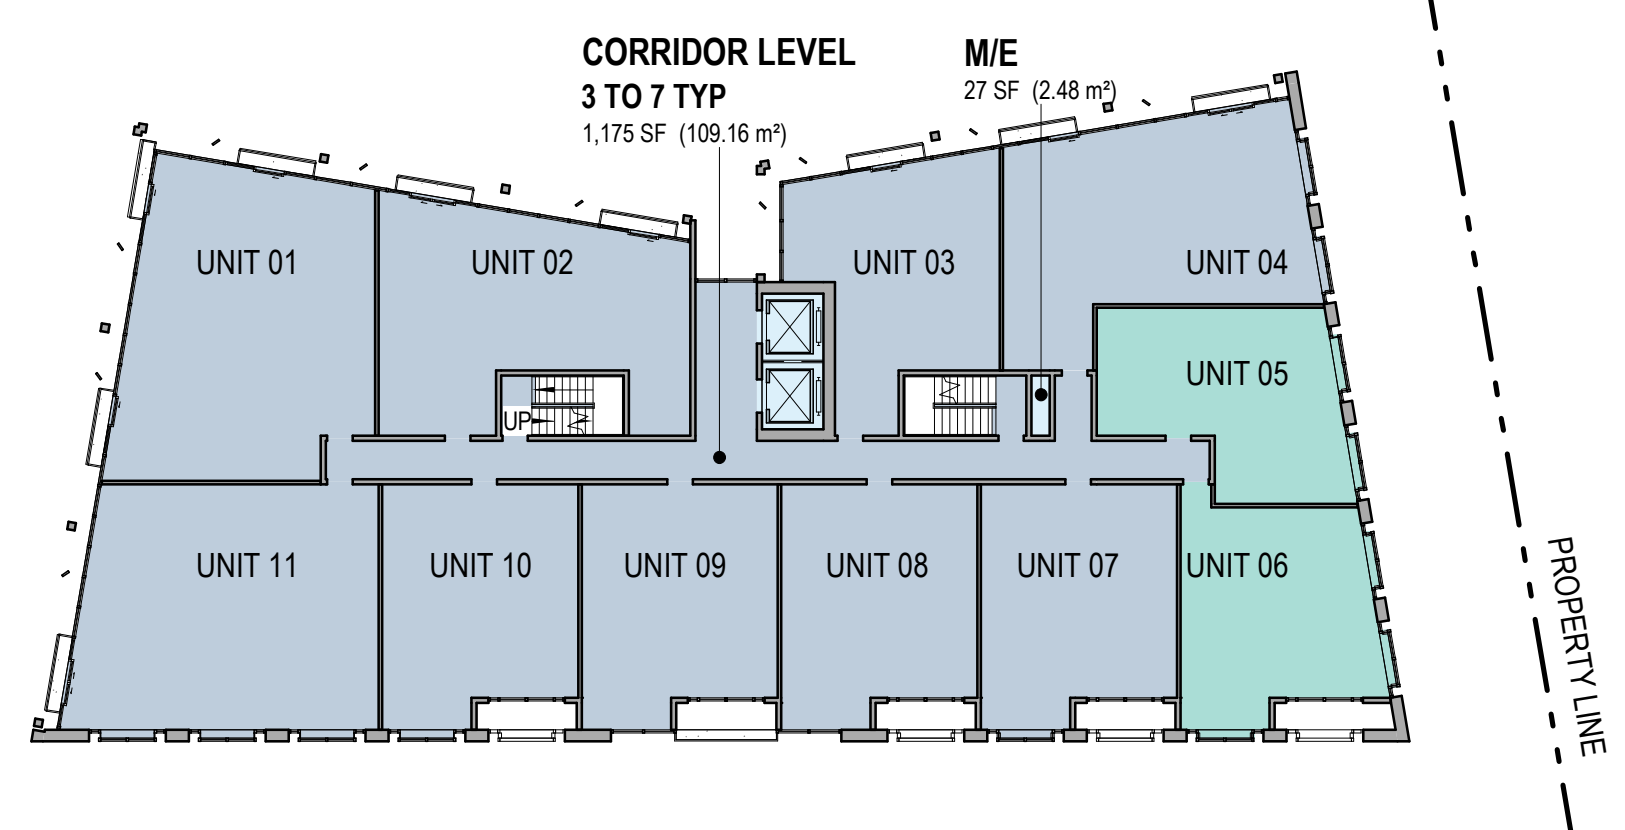 CORRIDOR LEVEL
3 TO 7 TYP
1,175 SF (109.16 m²)
M/E
27 SF (2.48 m²)
UNIT 01
UNIT 02
UNIT 03
UNIT 04
UNIT 05
UP
UNIT 11
UNIT 10
UNIT 09
UNIT 08
UNIT 07
UNIT 06
PROPERTY LINE